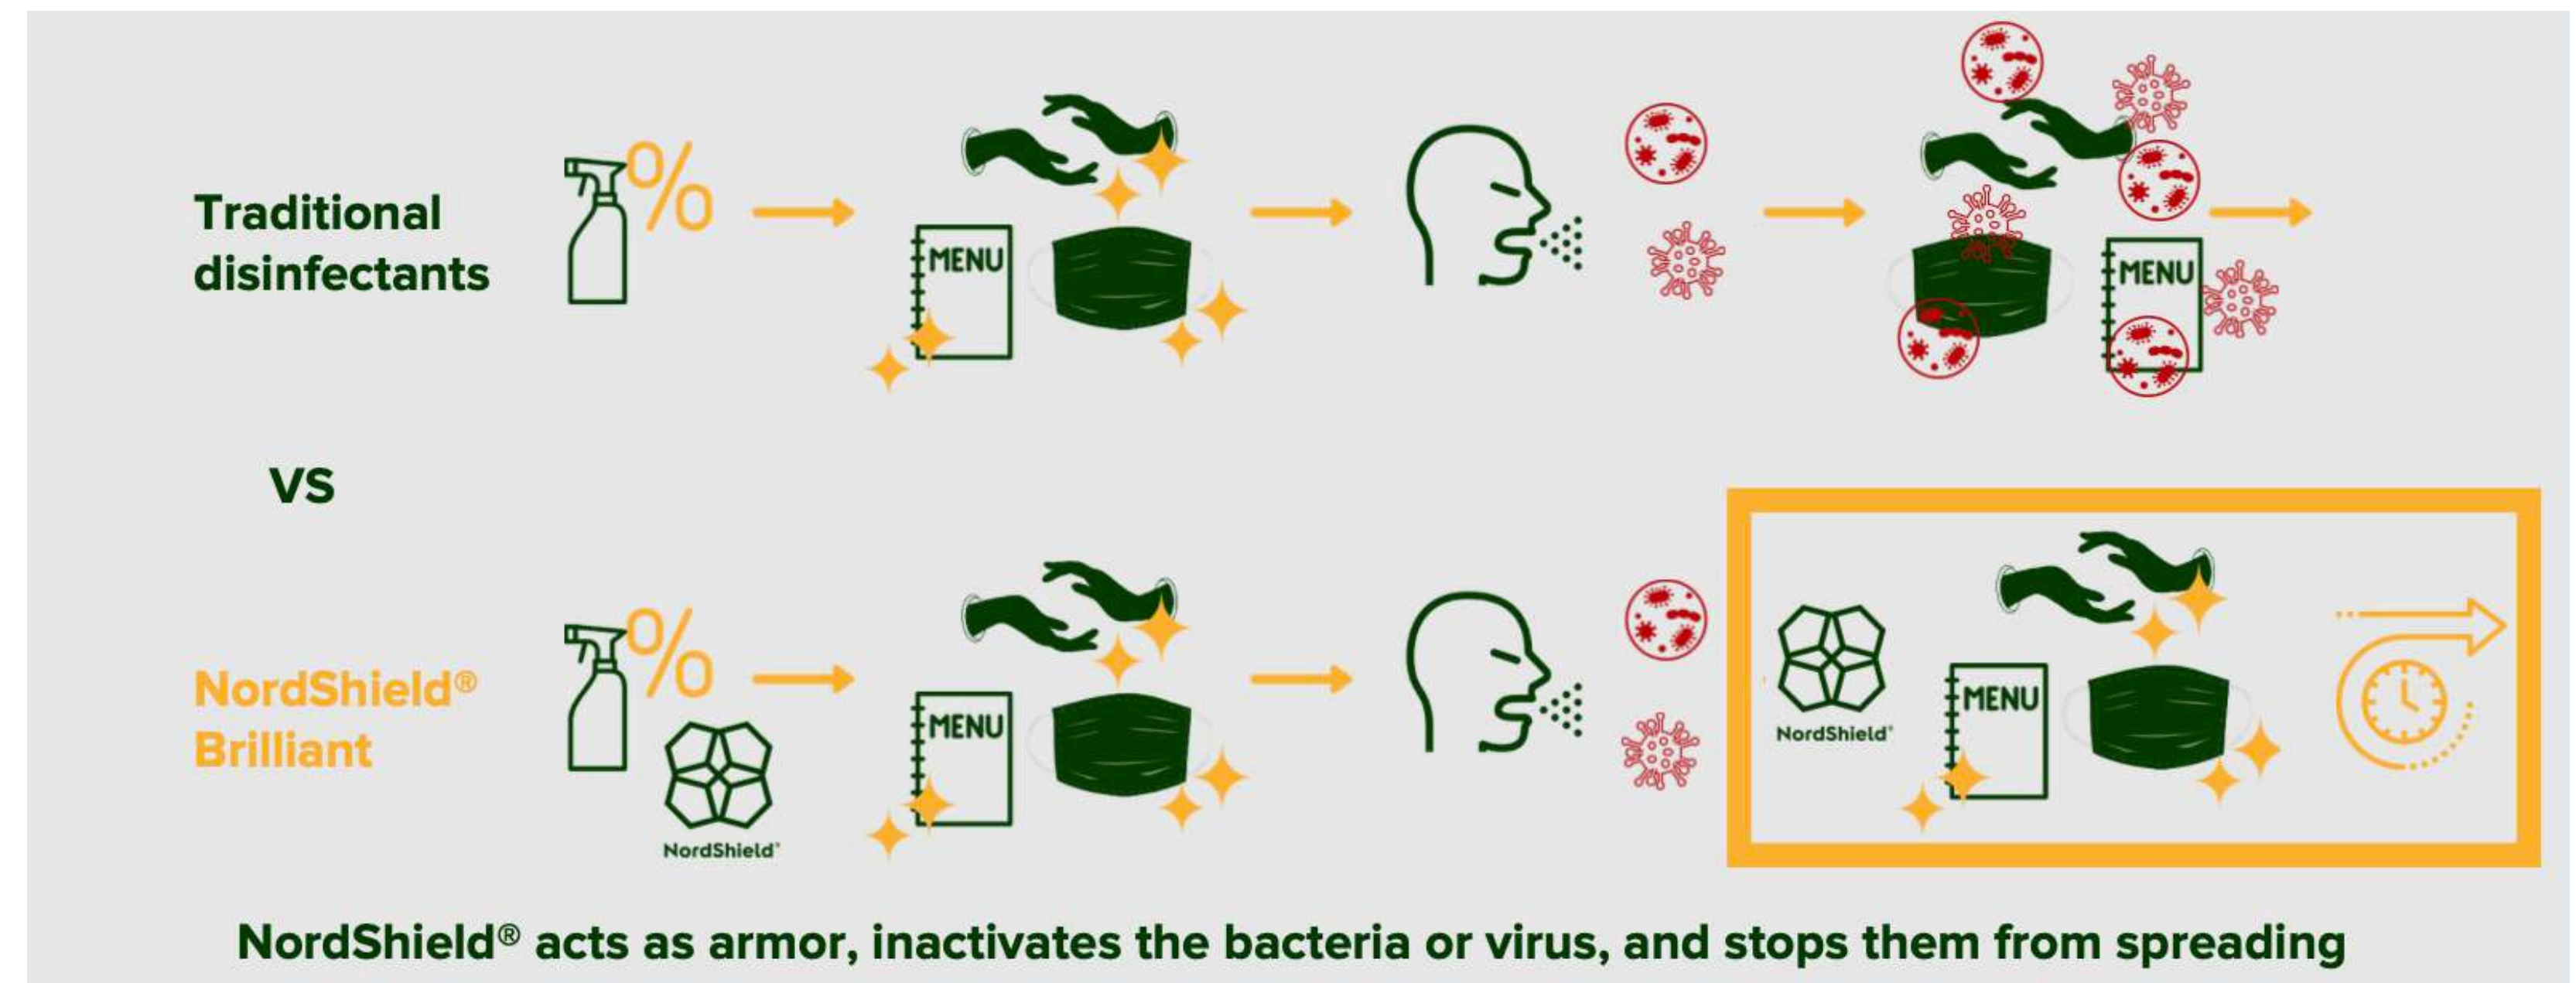 Traditional
disinfectants
%
MENU
MENU
VS
NordShield®
Brilliant
%
NordShield®
MENU
NordShield®
MENU
NordShield® acts as armor, inactivates the bacteria or virus, and stops them from spreading